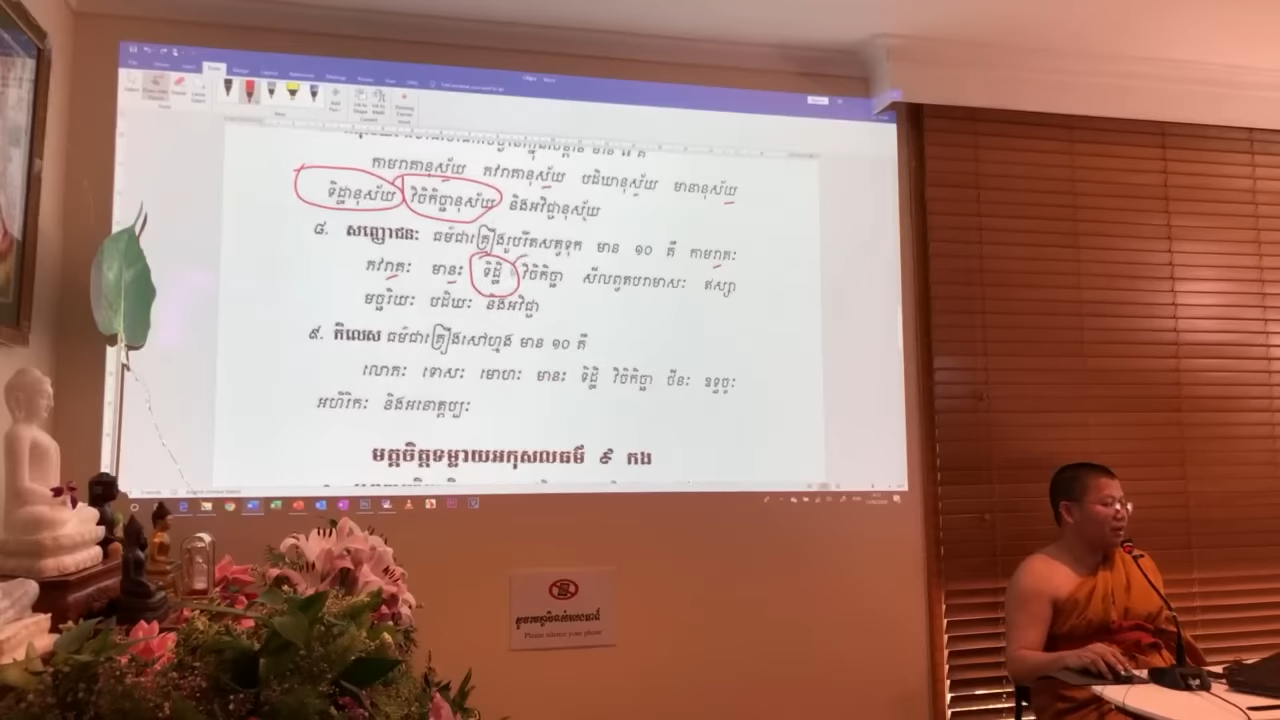 កាមរាគានុស្ស័យ ភវរាគានុស្ស័យ បដិឃានុស្ស័យ មានានុស្ស័យ
ទិដ្ឋានុស្ស័យ វិចិកិច្ឆានុស្ស័យ និងអវិជ្ជានុស្ស័យ
៨. សញ្ញោជនៈ ធម៌ជាគ្រឿងរួបរឹតសត្វទុក មាន ១០ គឺ កាមរាគៈ
ភវរាគៈ មានះ ទិដ្ឋិ វិចិកិច្ឆា សីលព្វតបរាមាសៈ ឥស្សា
មច្ឆរិយៈ បដិឃៈ និងអវិជ្ជា
៩. កិលេស ធម៌ជាគ្រឿងសៅហ្មង មាន ១០ គឺ
លោភៈ ទោសៈ មោហៈ មានះ ទិដ្ឋិ វិចិកិច្ឆា ថីនៈ ឧទ្ធច្ចៈ
អហិរិកៈ និងអនោត្តប្បៈ
មគ្គចិត្តទម្លាយអកុសលធម៌ ៩ កង
Please silence your phone